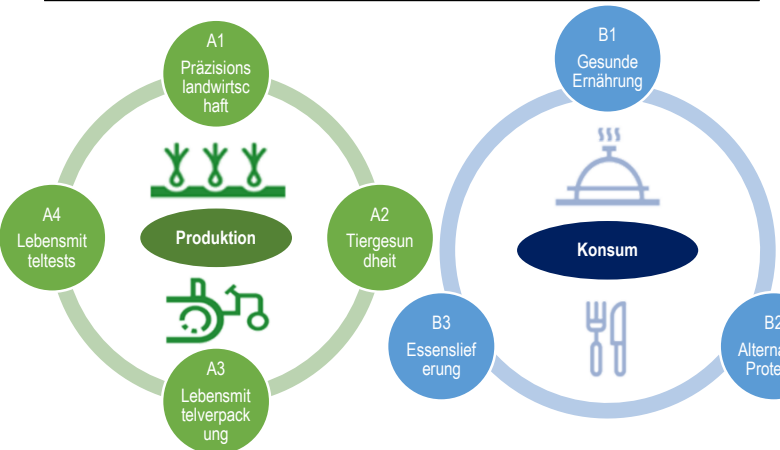 A1
Präzisions
landwirtsc
haft
A2
Tiergesun
dheit
A3
Lebensmit
telverpack
ung
A4
Lebensmit
teltests
Produktion
B1
Gesunde
Ernährung
B2
B3
Essenslief
erung
Konsum